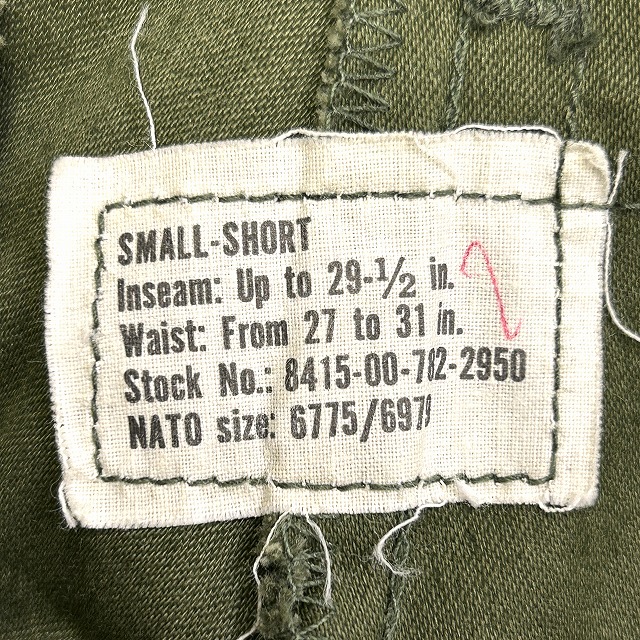 SMALL-SHORT
Inseam: Up to 29-1/2 in.
Waist: From 27 to 31 in.
Stock No.: 8415-00-782-2950
NATO size: 6775/6979